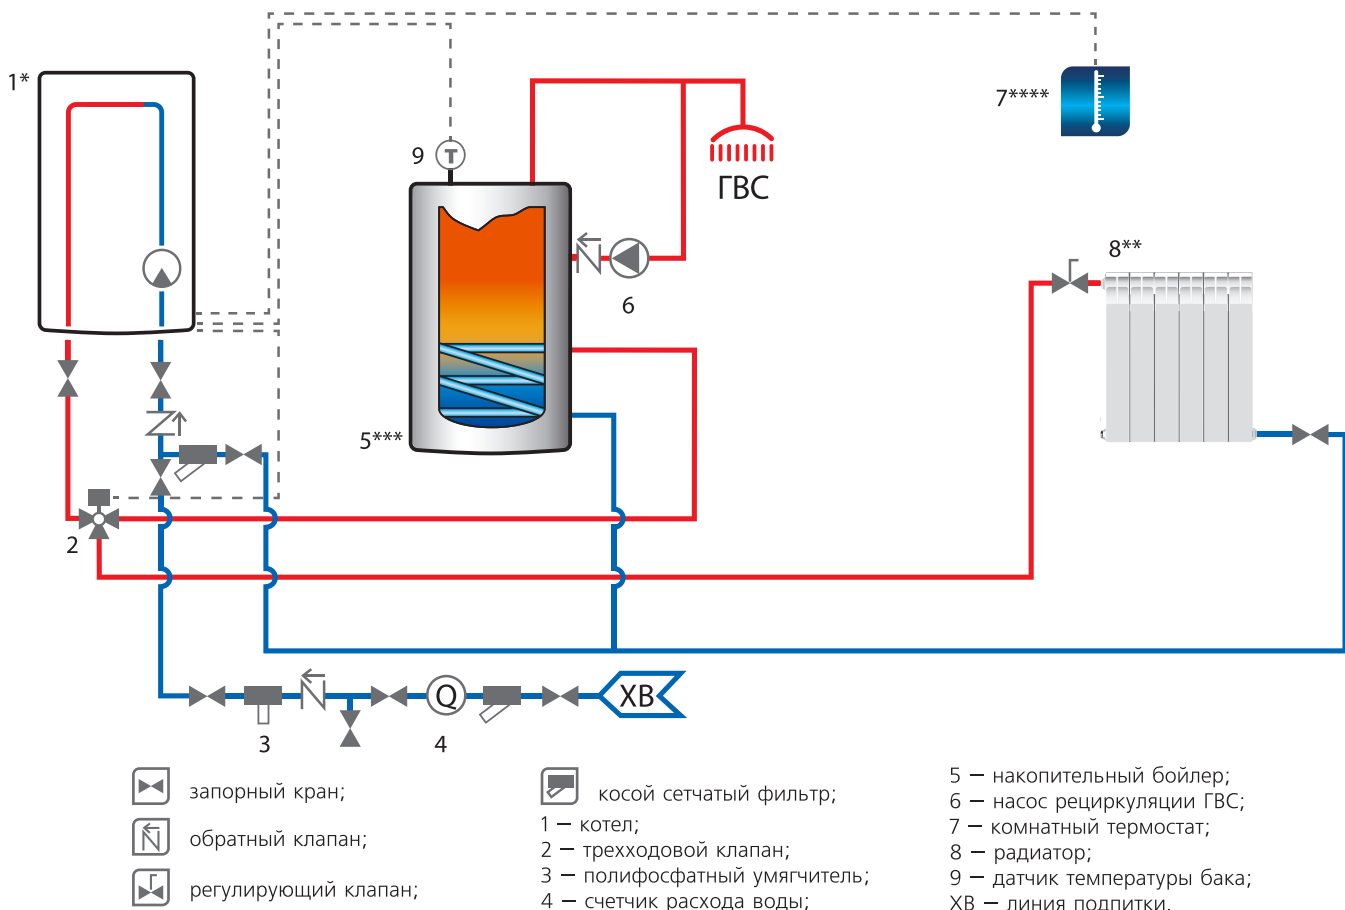 1*
7****
9 T
ГВС
8**
6
5***
2
Q
ХВ
3
4
запорный кран;
обратный клапан;
регулирующий клапан;
косой сетчатый фильтр;
1 – котел;
2 – трехходовой клапан;
3 – полифосфатный умягчитель;
4 – счетчик расхода воды;
5 – накопительный бойлер;
6 – насос рециркуляции ГВС;
7 – комнатный термостат;
8 – радиатор;
9 – датчик температуры бака;
ХВ – линия подпитки.